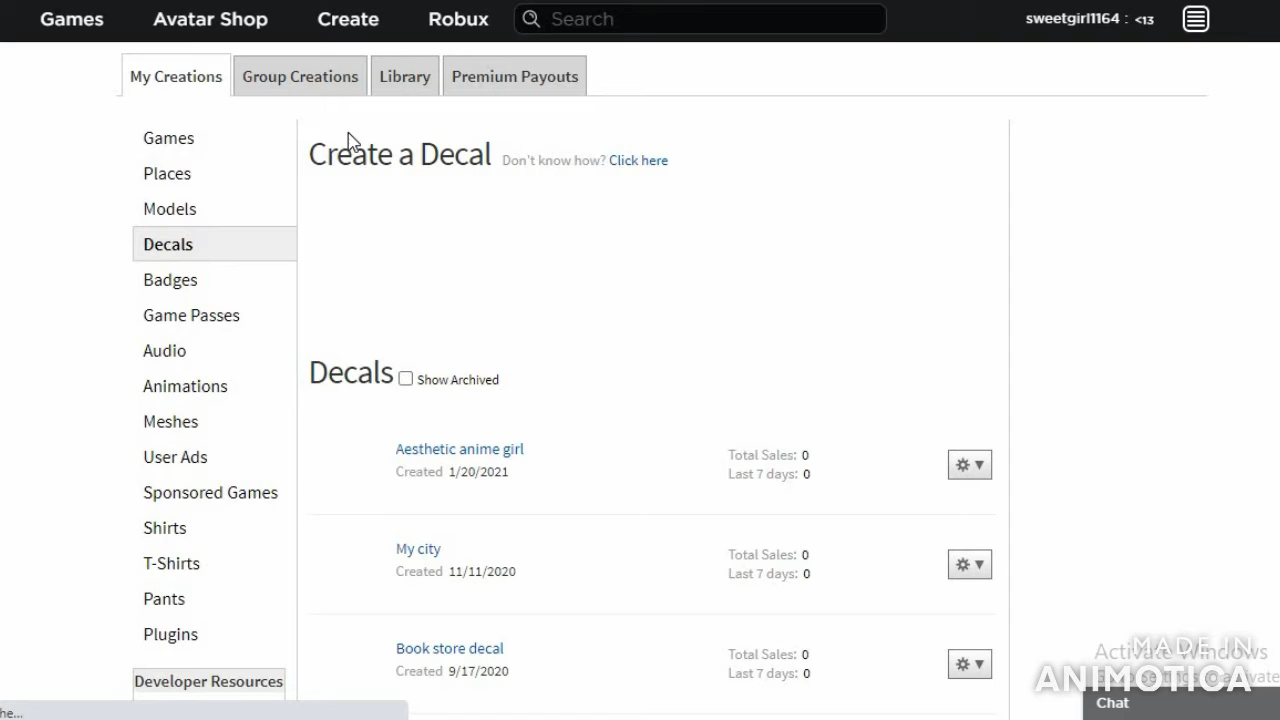 Games Avatar Shop Create Robux Search sweetgirl1164 : <13
My Creations Group Creations Library Premium Payouts
Games
Places
Models
Decals
Badges
Game Passes
Audio
Animations
Meshes
User Ads
Sponsored Games
Shirts
T-Shirts
Pants
Plugins
Developer Resources
Create a Decal Don't know how? Click here
Decals Show Archived
Aesthetic anime girl
Created 1/20/2021
Total Sales: 0
Last 7 days: 0
My city
Created 11/11/2020
Total Sales: 0
Last 7 days: 0
Book store decal
Created 9/17/2020
Total Sales: 0
Last 7 days: 0
MADE IN
ANIMOTICA
Activate Windows
Chat
he...